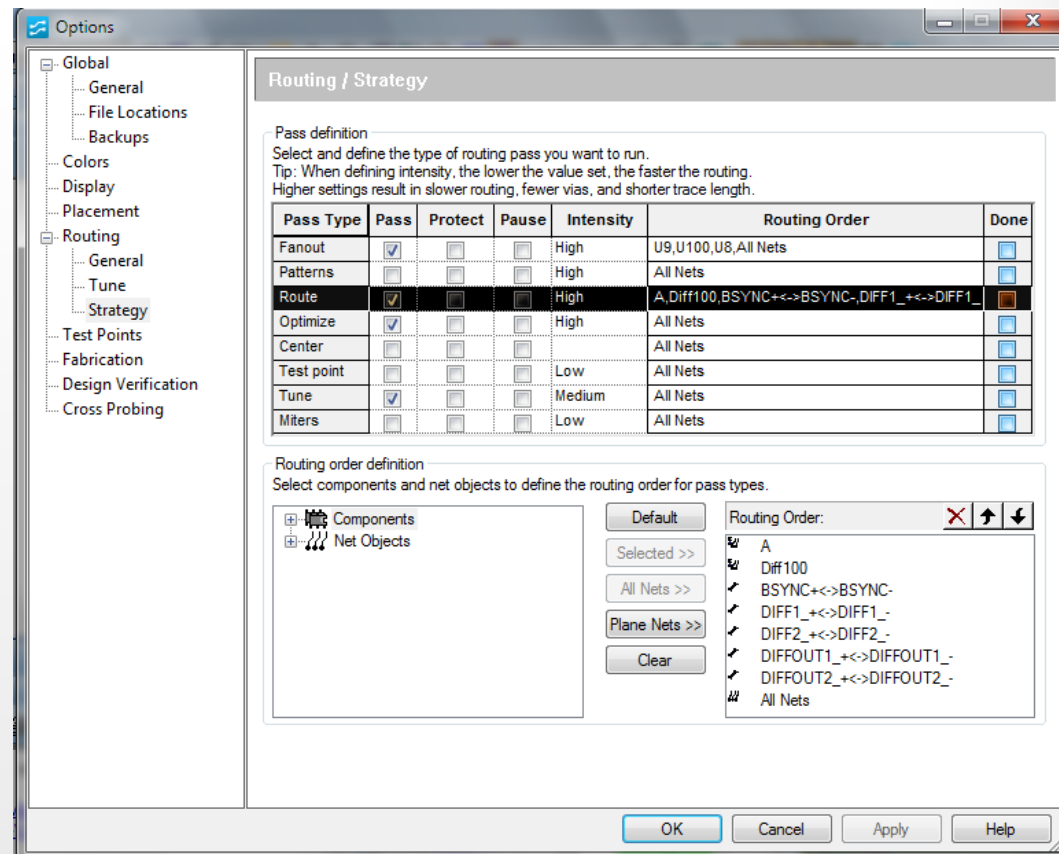 Options
Global
General
File Locations
Backups
Colors
Display
Placement
Routing
General
Tune
Strategy
Test Points
Fabrication
Design Verification
Cross Probing
Routing / Strategy
Pass definition
Select and define the type of routing pass you want to run.
Tip: When defining intensity, the lower the value set, the faster the routing.
Higher settings result in slower routing, fewer vias, and shorter trace length.
Pass Type Pass Protect Pause Intensity Routing Order Done
Fanout High U9,U100,U8,All Nets
Patterns High All Nets
Route High A,Diff100,BSYNC+<->BSYNC-,DIFF1_+<->DIFF1_
Optimize High All Nets
Center All Nets
Test point Low All Nets
Tune Medium All Nets
Miters Low All Nets
Routing order definition
Select components and net objects to define the routing order for pass types.
Components
Net Objects
Default
Selected >>
All Nets >>
Plane Nets >>
Clear
Routing Order:
A
Diff100
BSYNC+<->BSYNC-
DIFF1_+<->DIFF1_-
DIFF2_+<->DIFF2_-
DIFFOUT1_+<->DIFFOUT1_-
DIFFOUT2_+<->DIFFOUT2_-
All Nets
OK Cancel Apply Help